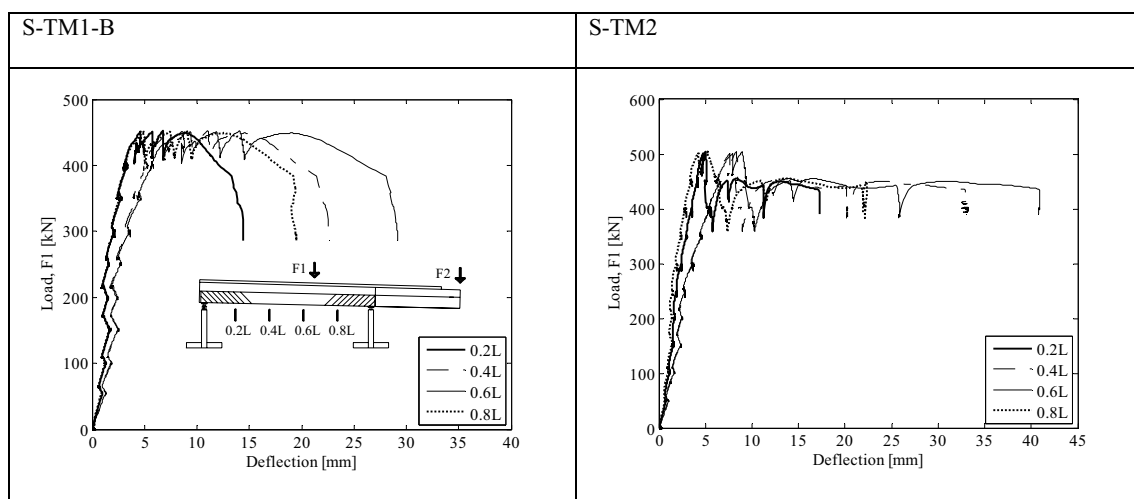 S-TM1-B
S-TM2
500
400
300
200
100
0
Load, F1 [kN]
F1
F2
0.2L 0.4L 0.6L 0.8L
0.2L
0.4L
0.6L
0.8L
0 5 10 15 20 25 30 35 40
Deflection [mm]
600
500
400
300
200
100
0
Load, F1 [kN]
0.2L
0.4L
0.6L
0.8L
0 5 10 15 20 25 30 35 40 45
Deflection [mm]